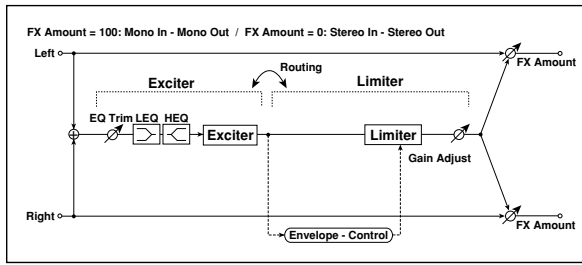 FX Amount = 100: Mono In - Mono Out / FX Amount = 0: Stereo In - Stereo Out
Left
FX Amount
Routing
Exciter
Limiter
EQ Trim LEQ HEQ
Exciter
Limiter
Gain Adjust
Right
FX Amount
Envelope - Control